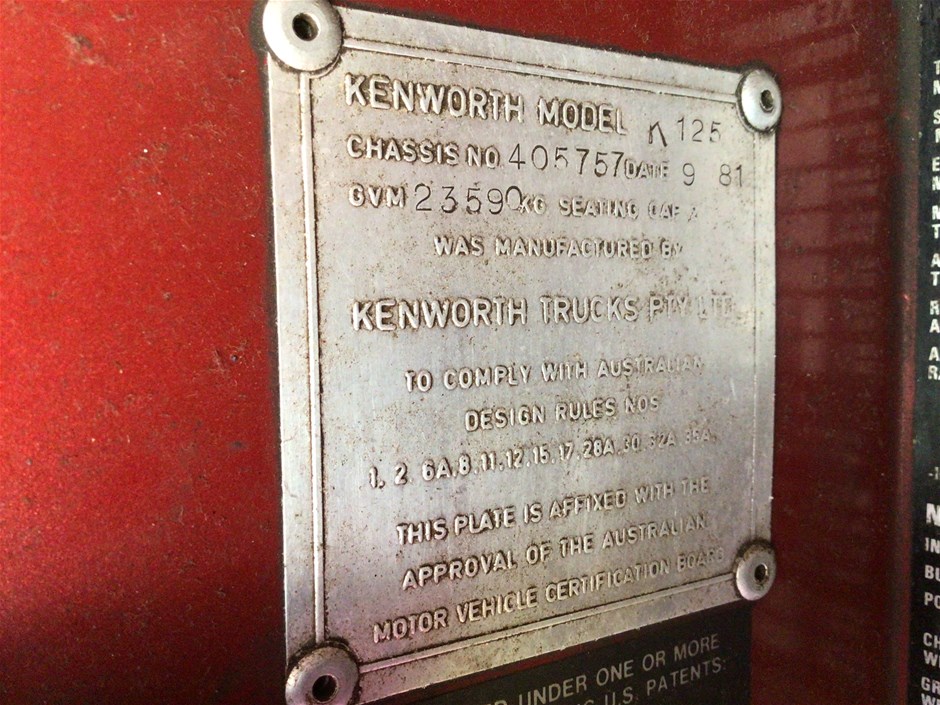 KENWORTH MODEL K 125
CHASSIS NO. 405757 DATE 9 81
GVM 23590 KG SEATING CAP 2
WAS MANUFACTURED BY
KENWORTH TRUCKS PTY. LTD.
TO COMPLY WITH AUSTRALIAN
DESIGN RULES NOS
1, 2 6A,8,11,12,15,17,28A,30,32A,35A,
THIS PLATE IS AFFIXED WITH THE
APPROVAL OF THE AUSTRALIAN
MOTOR VEHICLE CERTIFICATION BOARD
UNDER ONE OR MORE
U.S. PATENTS: